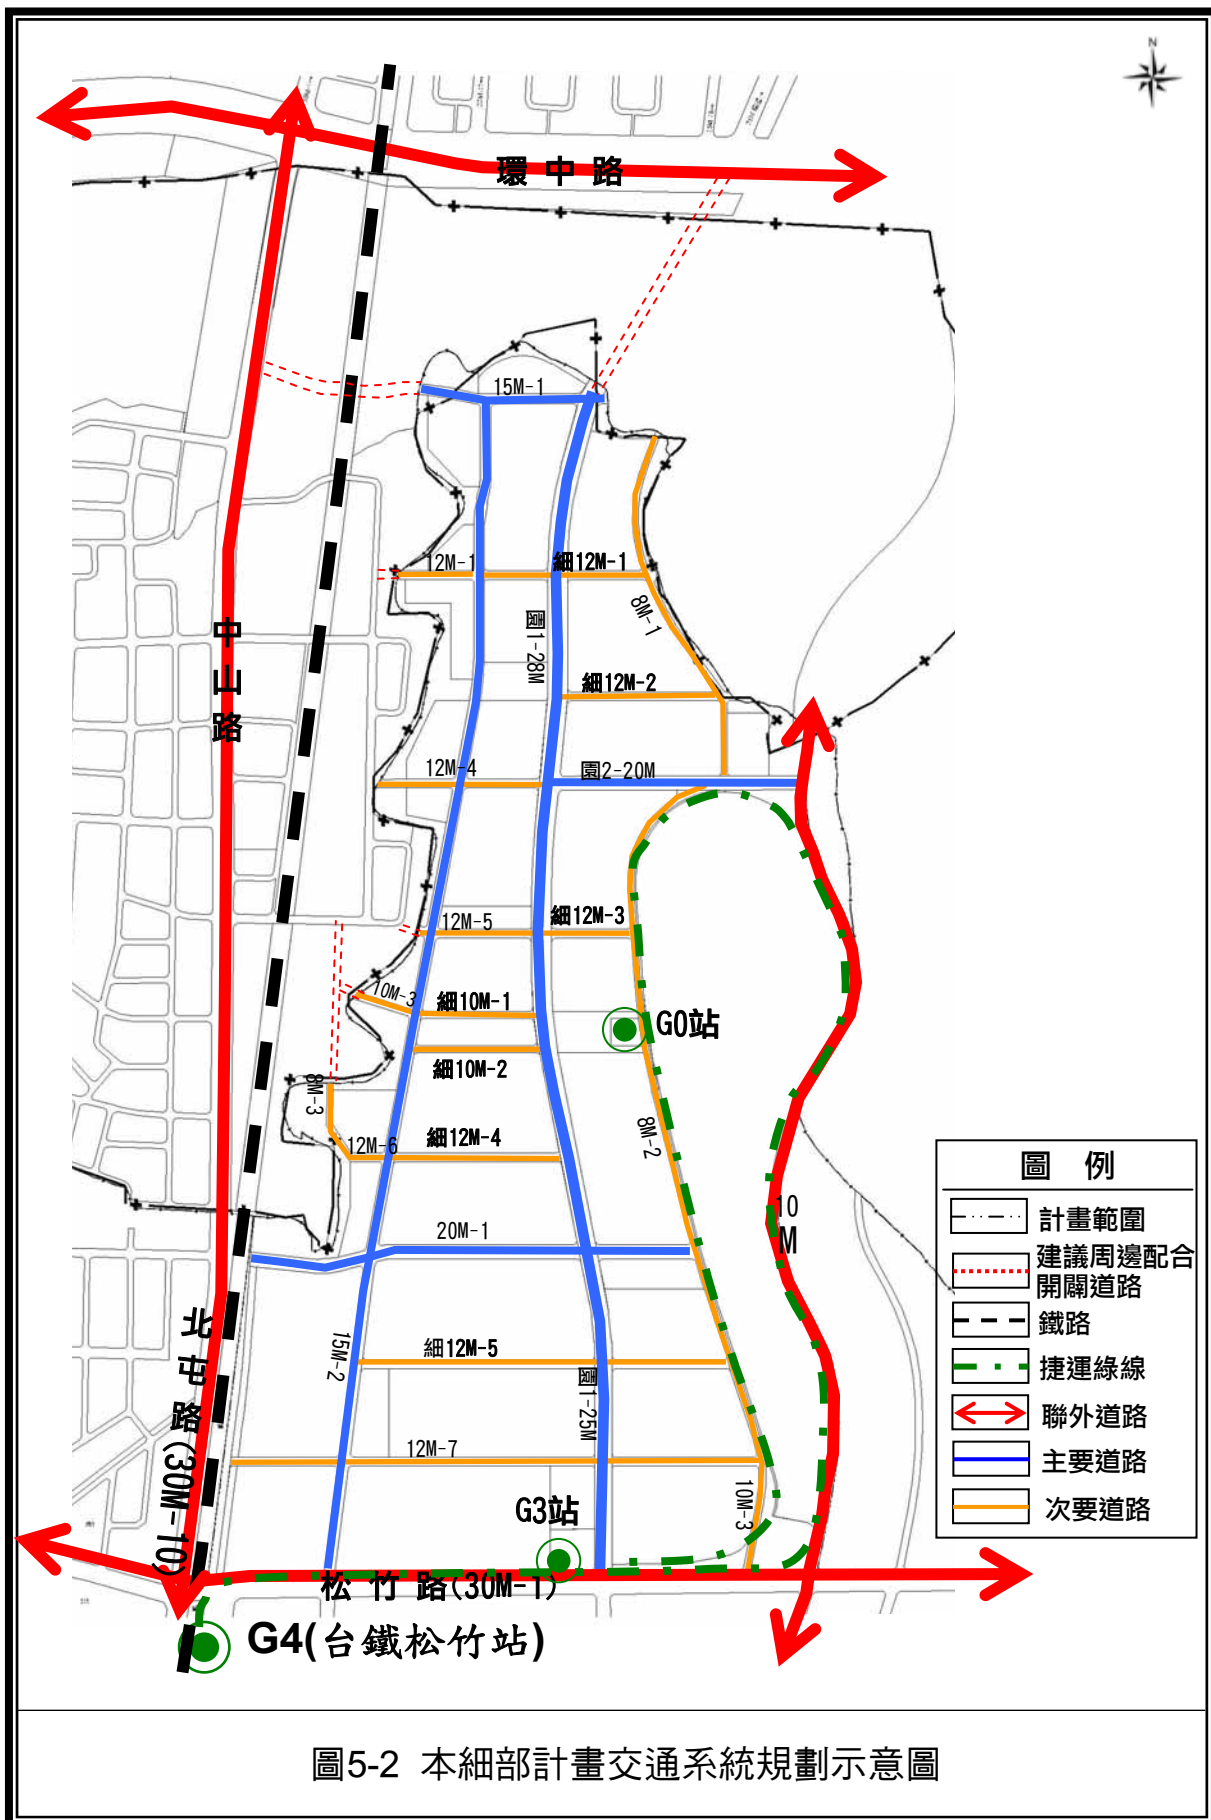 N
環中路
15M-1
12M-1
細12M-1
8M-1
園1-28M
中山路
細12M-2
12M-4
園2-20M
12M-5
細12M-3
10M-3
細10M-1
G0站
細10M-2
8M-3
12M-6
細12M-4
8M-2
10M
20M-1
北屯路(30M-10)
15M-2
細12M-5
園1-25M
12M-7
10M-3
G3站
松竹路(30M-1)
G4(台鐵松竹站)
圖 例
計畫範圍
建議周邊配合
開闢道路
鐵路
捷運綠線
聯外道路
主要道路
次要道路
圖5-2 本細部計畫交通系統規劃示意圖